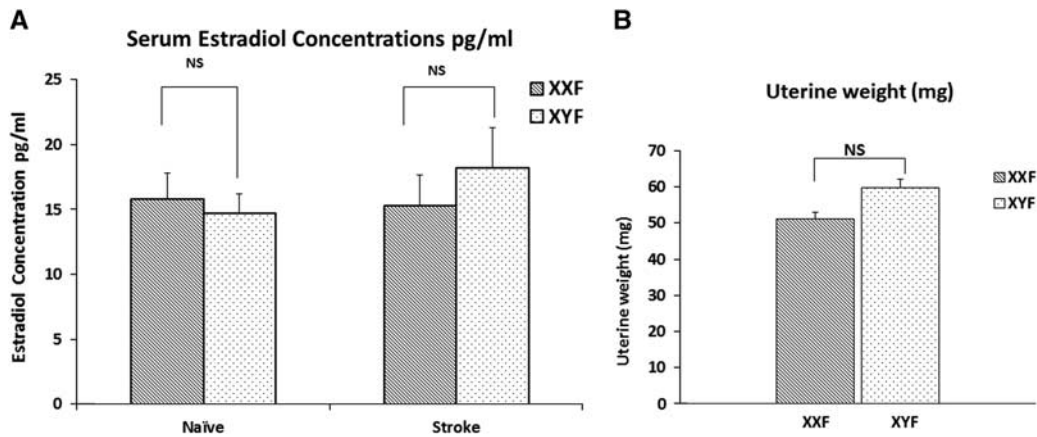 A
Serum Estradiol Concentrations pg/ml
Estradiol Concentration pg/ml
25
20
15
10
5
0
NS
NS
XXF
XYF
Naïve
Stroke
B
Uterine weight (mg)
Uterine weight (mg)
70
60
50
40
30
20
10
0
NS
XXF
XYF
XXF
XYF